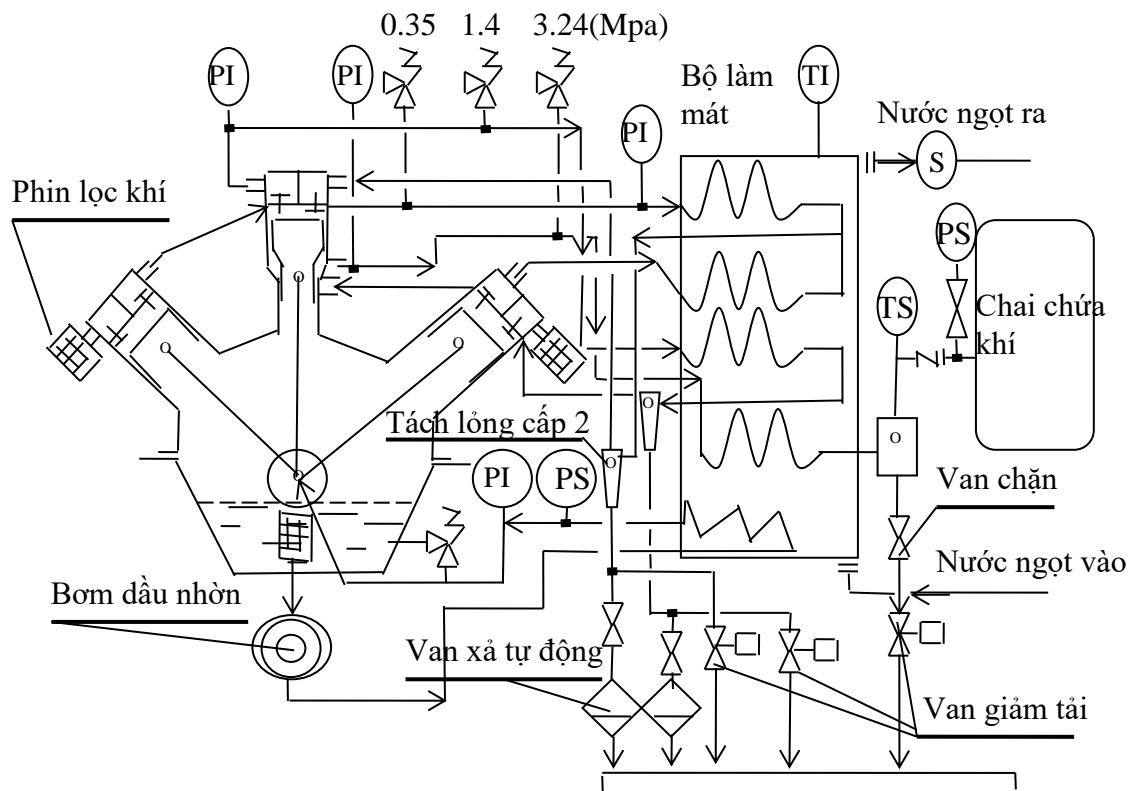 0.35 1.4 3.24(Mpa)
PI PI PI
Bộ làm
mát
TI
Nước ngọt ra
S
Phin lọc khí
PS
TS
Chai chứa
khí
Tách lỏng cấp 2
PI PS
Van chặn
Nước ngọt vào
Bơm dầu nhờn
Van xả tự động
Van giảm tải